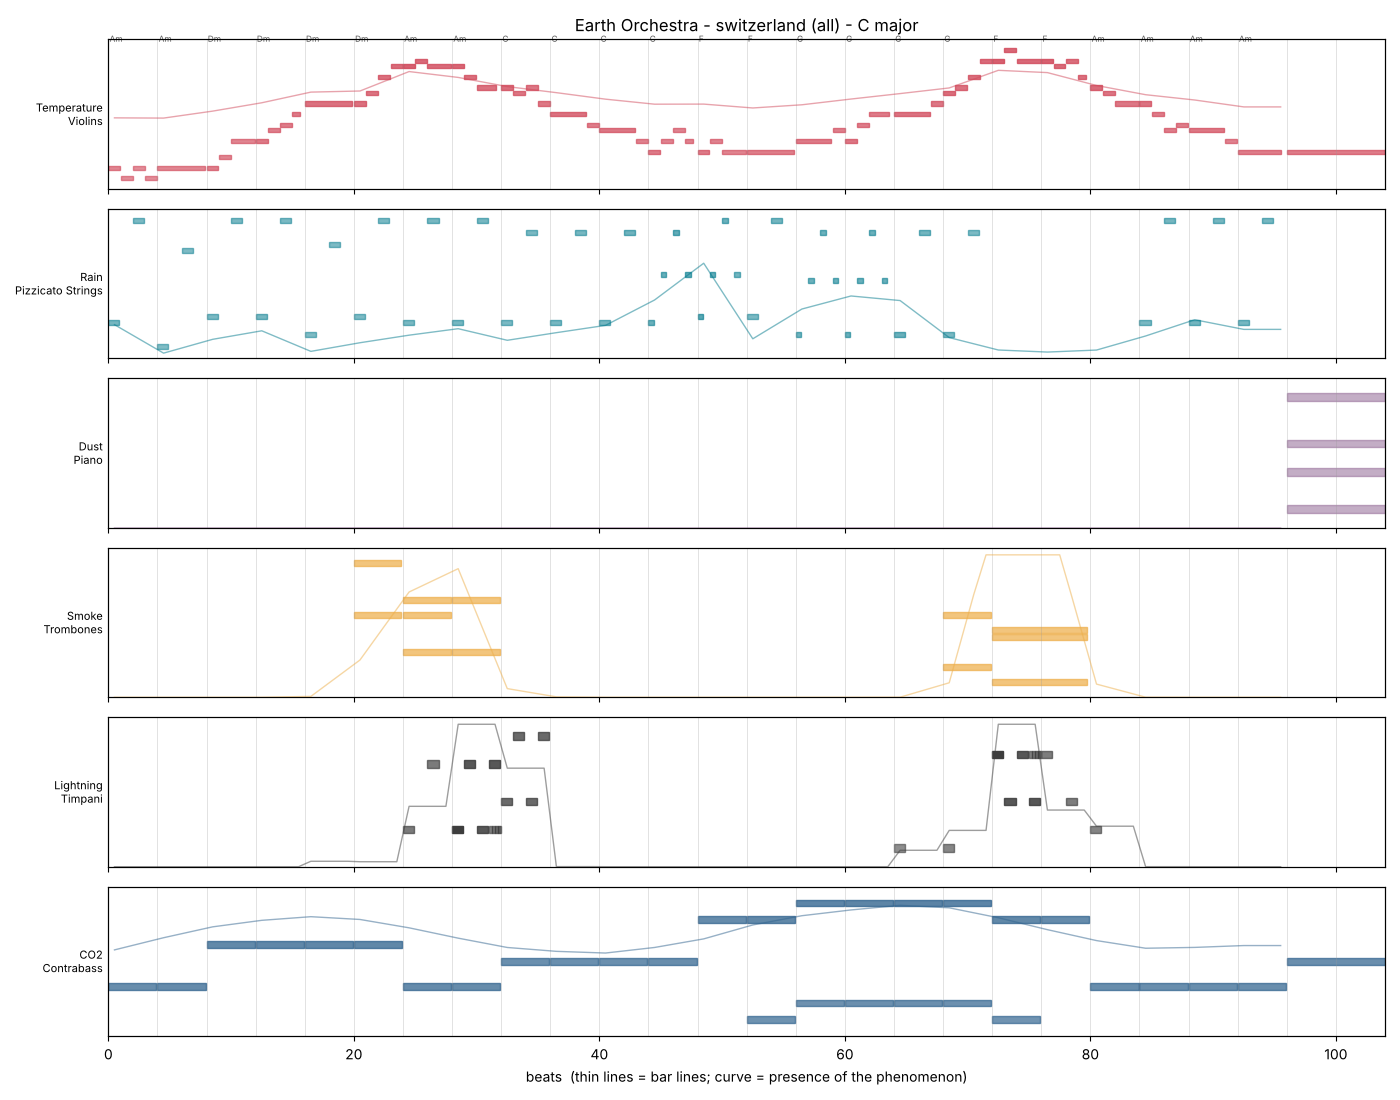 Earth Orchestra - switzerland (all) - C major
Am Am Dm Dm Dm Dm Am Am C C C C F F G G G G F F Am Am Am Am
Temperature
Violins
Rain
Pizzicato Strings
Dust
Piano
Smoke
Trombones
Lightning
Timpani
CO2
Contrabass
0 20 40 60 80 100
beats (thin lines = bar lines; curve = presence of the phenomenon)